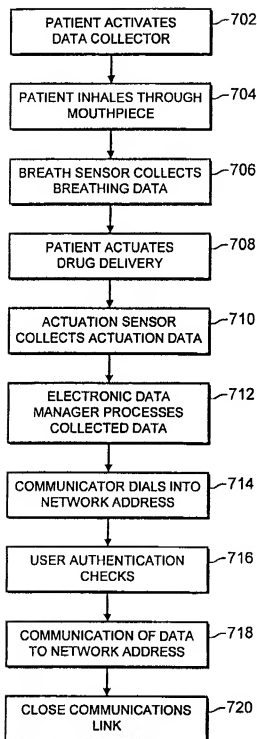 PATIENT ACTIVATES
DATA COLLECTOR
702
PATIENT INHALES THROUGH
MOUTHPIECE
704
BREATH SENSOR COLLECTS
BREATHING DATA
706
PATIENT ACTUATES
DRUG DELIVERY
708
ACTUATION SENSOR
COLLECTS ACTUATION DATA
710
ELECTRONIC DATA
MANAGER PROCESSES
COLLECTED DATA
712
COMMUNICATOR DIALS INTO
NETWORK ADDRESS
714
USER AUTHENTICATION
CHECKS
716
COMMUNICATION OF DATA
TO NETWORK ADDRESS
718
CLOSE COMMUNICATIONS
LINK
720